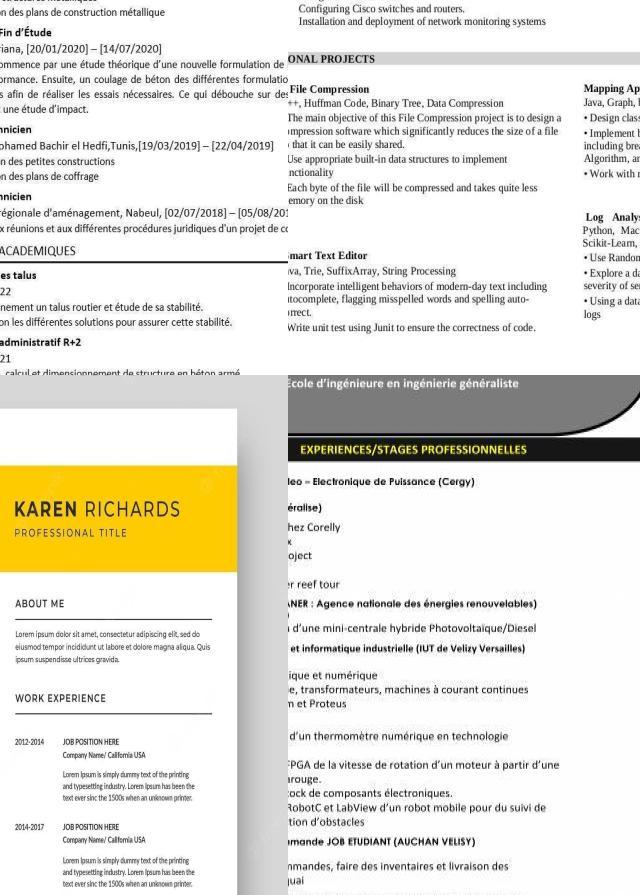 on des plans de construction métallique
Fin d'Étude
riana, [20/01/2020] – [14/07/2020]
ommence par une étude théorique d'une nouvelle formulation de
ormance. Ensuite, un coulage de béton des différentes formulatio
s afin de réaliser les essais nécessaires. Ce qui débouche sur des
t une étude d'impact.
hnicien
ohamed Bachir el Hedfi,Tunis,[19/03/2019] – [22/04/2019]
on des petites constructions
on des plans de coffrage
hnicien
régionale d'aménagement, Nabeul, [02/07/2018] – [05/08/201
x réunions et aux différentes procédures juridiques d'un projet de co
ACADEMIQUES
es talus
22
nement un talus routier et étude de sa stabilité.
on les différentes solutions pour assurer cette stabilité.
administratif R+2
21
calcul et dimensionnement de structure en béton armé
Configuring Cisco switches and routers.
Installation and deployment of network monitoring systems
ONAL PROJECTS
File Compression
++, Huffman Code, Binary Tree, Data Compression
The main objective of this File Compression project is to design a
ompression software which significantly reduces the size of a file
that it can be easily shared.
Use appropriate built-in data structures to implement
nctionality
Each byte of the file will be compressed and takes quite less
emory on the disk
mart Text Editor
va, Trie, SuffixArray, String Processing
Incorporate intelligent behaviors of modern-day text including
utocomplete, flagging misspelled words and spelling auto-
orrect.
Write unit test using Junit to ensure the correctness of code.
Mapping Ap
Java, Graph, h
• Design class
• Implement b
including brea
Algorithm, an
• Work with r
Log Analys
Python, Mac
Scikit-Learn,
• Use Random
• Explore a da
severity of ser
• Using a data
logs
KAREN RICHARDS
PROFESSIONAL TITLE
ABOUT ME
Lorem ipsum dolor sit amet, consectetur adipiscing elit, sed do
eiusmod tempor incididunt ut labore et dolore magna aliqua. Quis
ipsum suspendisse ultrices gravida.
WORK EXPERIENCE
2012-2014 JOB POSITION HERE
Company Name/ California USA
Lorem Ipsum is simply dummy text of the printing
and typesetting industry. Lorem Ipsum has been the
text ever sinc the 1500s when an unknown printer.
2014-2017 JOB POSITION HERE
Company Name/ California USA
Lorem Ipsum is simply dummy text of the printing
and typesetting industry. Lorem Ipsum has been the
text ever sinc the 1500s when an unknown printer.
Ecole d'ingénieure en ingénierie généraliste
EXPERIENCES/STAGES PROFESSIONNELLES
leo – Electronique de Puissance (Cergy)
éralise)
hez Corelly
x
oject
er reef tour
ANER : Agence nationale des énergies renouvelables)
)
n d'une mini-centrale hybride Photovoltaïque/Diesel
et informatique industrielle (IUT de Velizy Versailles)
ique et numérique
e, transformateurs, machines à courant continues
m et Proteus
d'un thermomètre numérique en technologie
FPGA de la vitesse de rotation d'un moteur à partir d'une
arouge.
ock de composants électroniques.
RobotC et LabView d'un robot mobile pour du suivi de
tion d'obstacles
mmande JOB ETUDIANT (AUCHAN VELISY)
mmandes, faire des inventaires et livraison des
quai